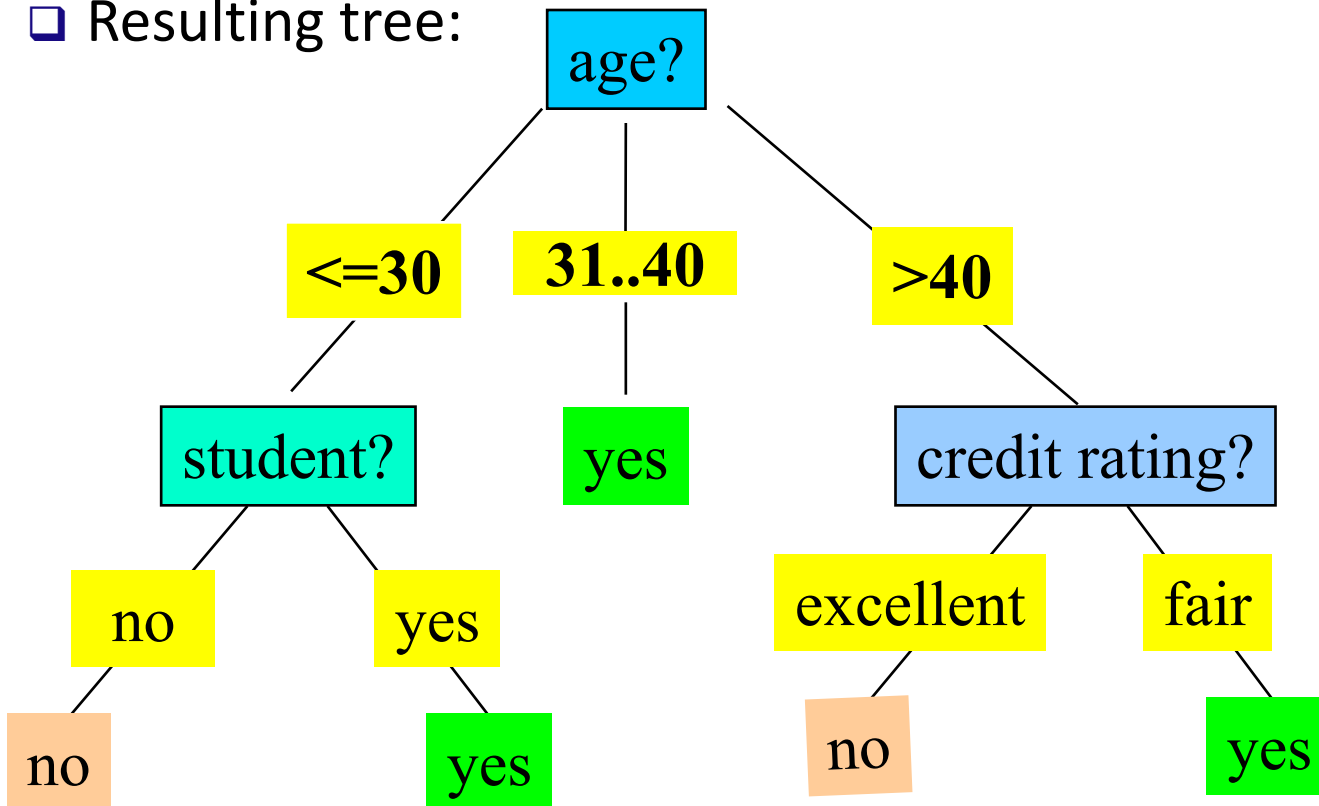 Resulting tree:
age?
<=30
31..40
>40
student?
yes
credit rating?
no
yes
excellent
fair
no
yes
no
yes